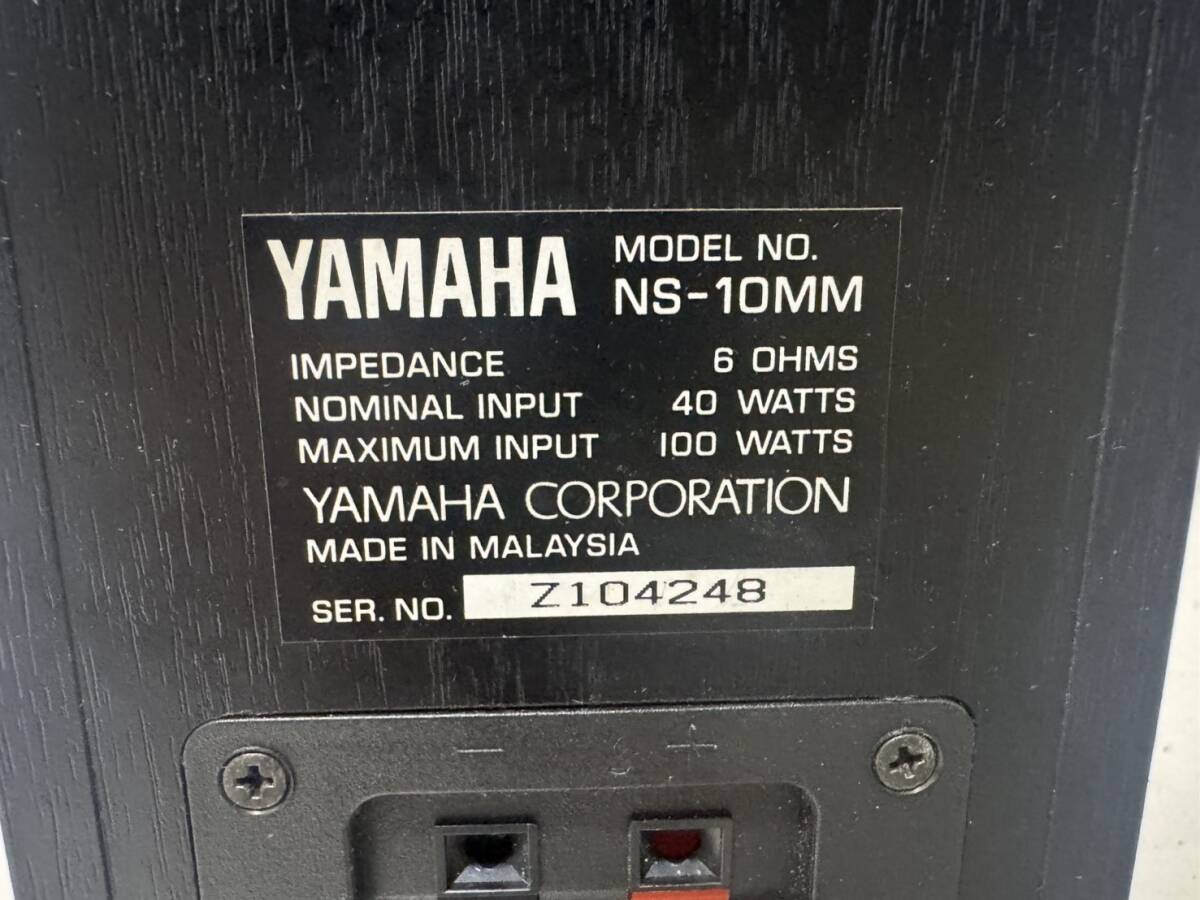 YAMAHA MODEL NO.
NS-10MM
IMPEDANCE 6 OHMS
NOMINAL INPUT 40 WATTS
MAXIMUM INPUT 100 WATTS
YAMAHA CORPORATION
MADE IN MALAYSIA
SER. NO. Z104248
− +